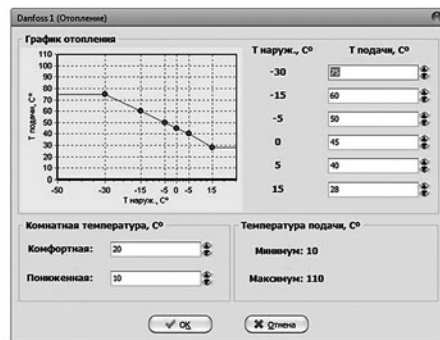 Danfoss 1 (Отопление)
График отопления
Т подачи, С°
110
100
90
80
70
60
50
40
30
20
10
0
-50 -30 -15 -5 0 5 15
Т наруж., С°
Т наруж., С° Т подачи, С°
-30 75
-15 60
-5 50
0 45
5 40
15 28
Комнатная температура, С°
Комфортная: 20
Пониженная: 10
Температура подачи, С°
Минимум: 10
Максимум: 110
OK
Отмена